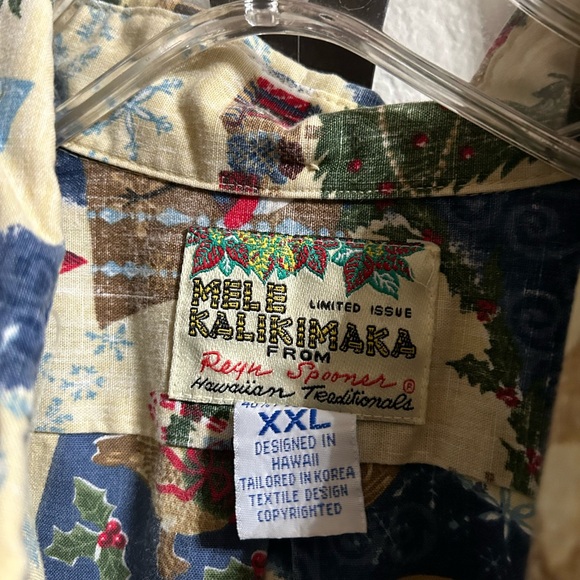 MELE
LIMITED ISSUE
KALIKIMAKA
FROM
Reyn Spooner ®
Hawaiian Traditionals
XXL
DESIGNED IN
HAWAII
TAILORED IN KOREA
TEXTILE DESIGN
COPYRIGHTED